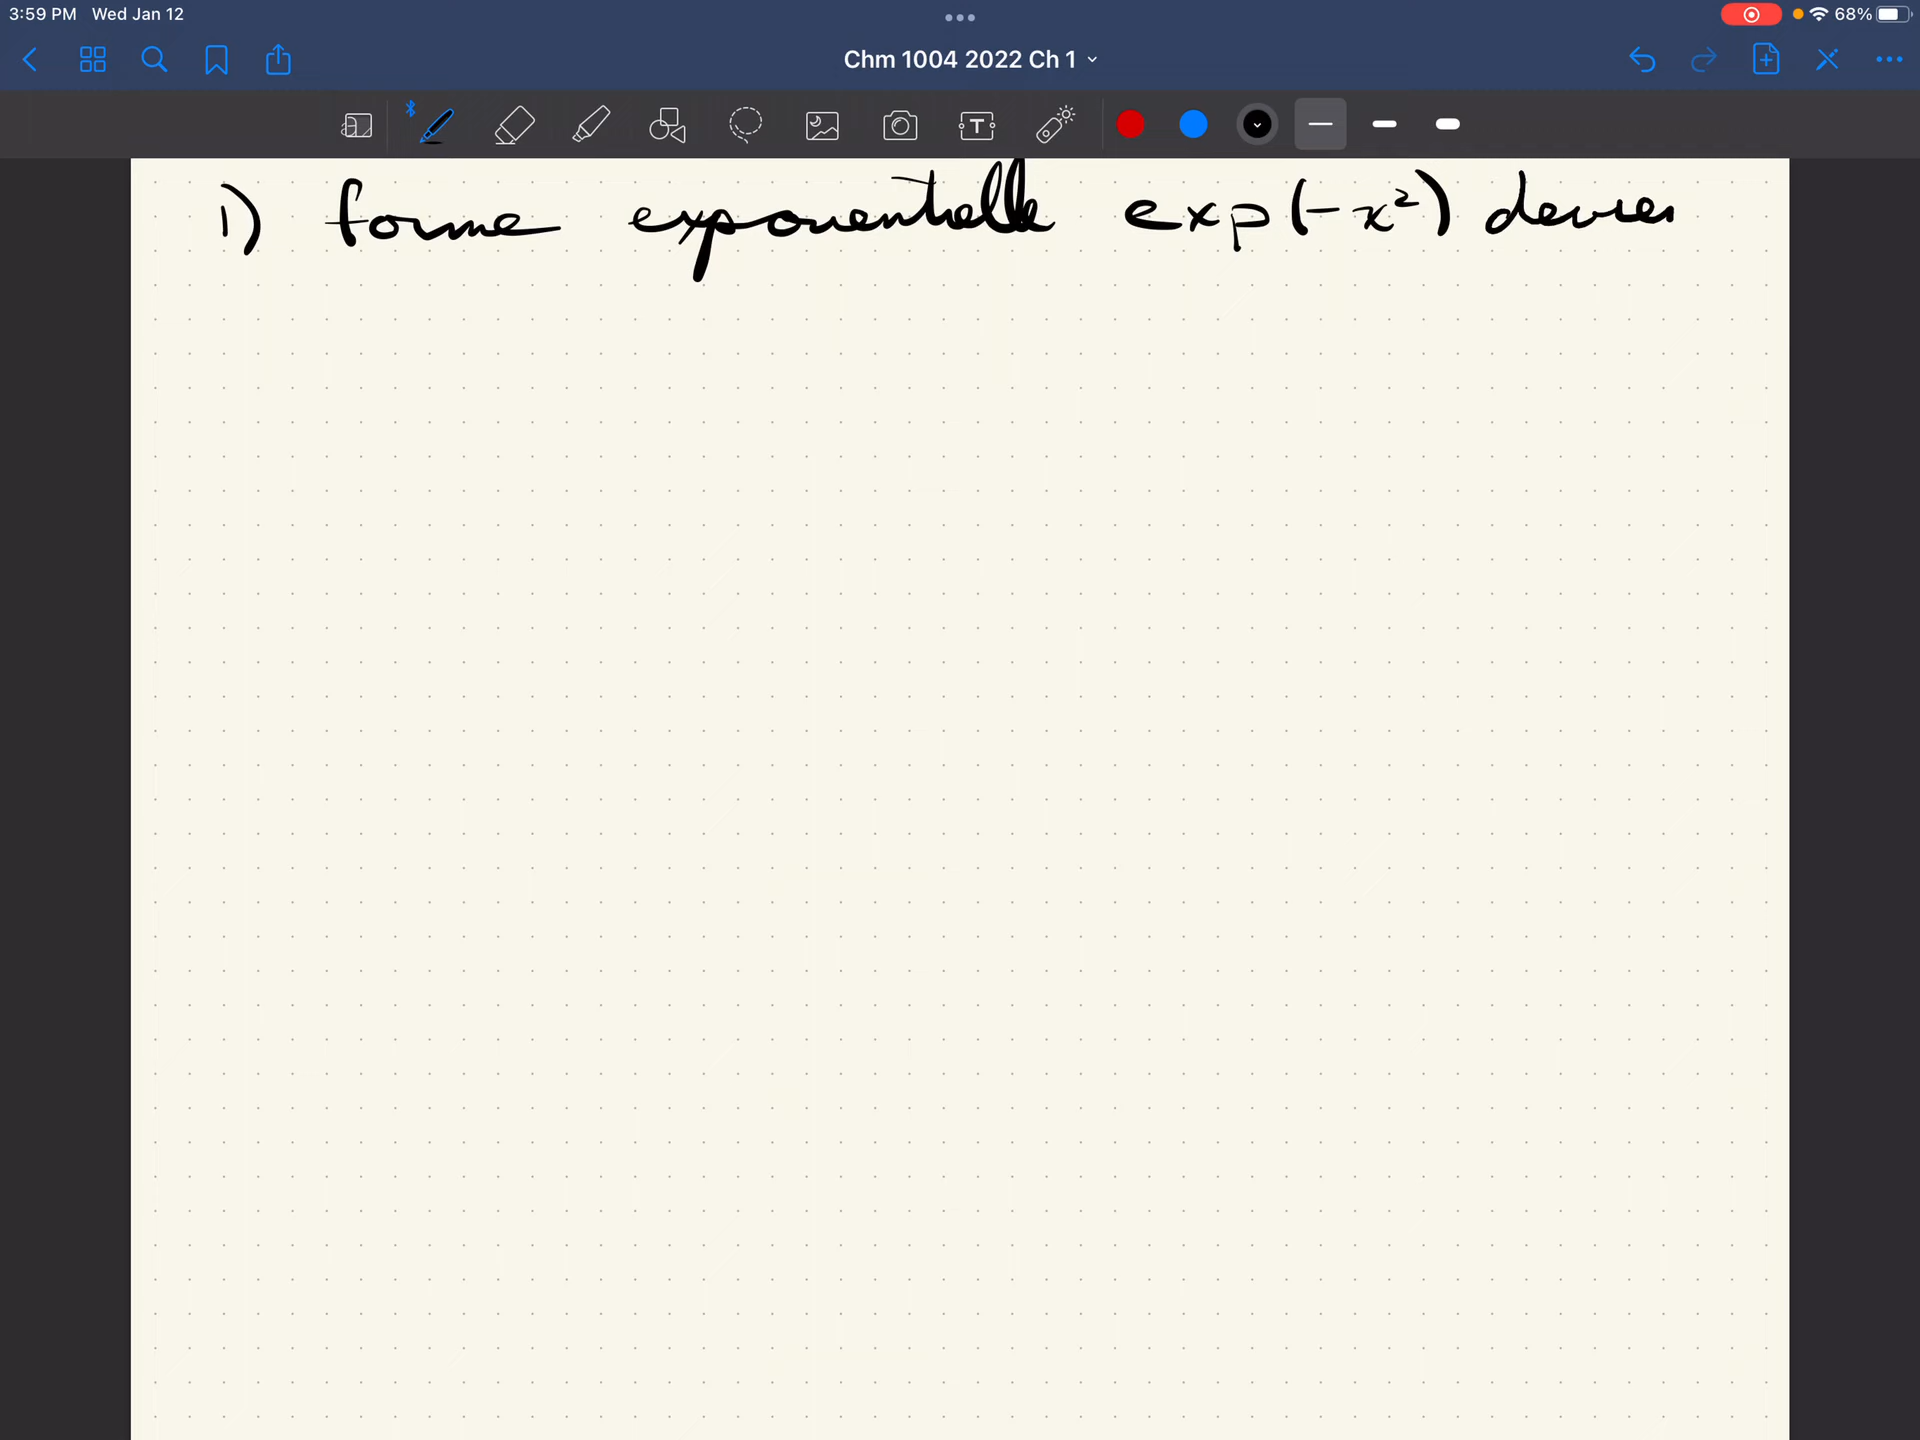 3:59 PM Wed Jan 12
68%
Chm 1004 2022 Ch 1
T
1) forme exponentielle exp(-x²)